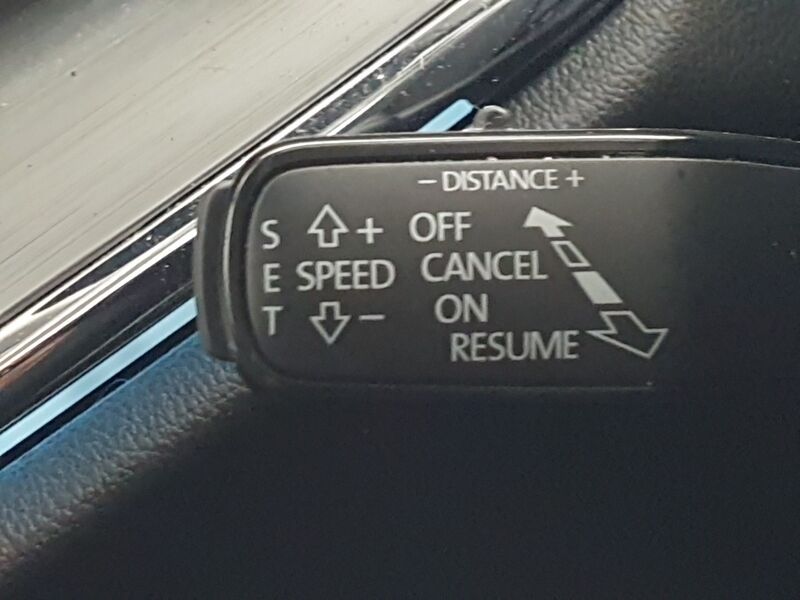 − DISTANCE +
S + OFF
E SPEED CANCEL
T − ON
RESUME